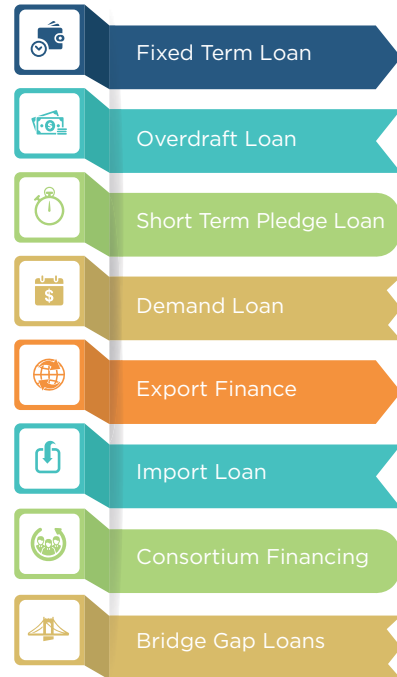 Fixed Term Loan
Overdraft Loan
Short Term Pledge Loan
Demand Loan
Export Finance
Import Loan
Consortium Financing
Bridge Gap Loans